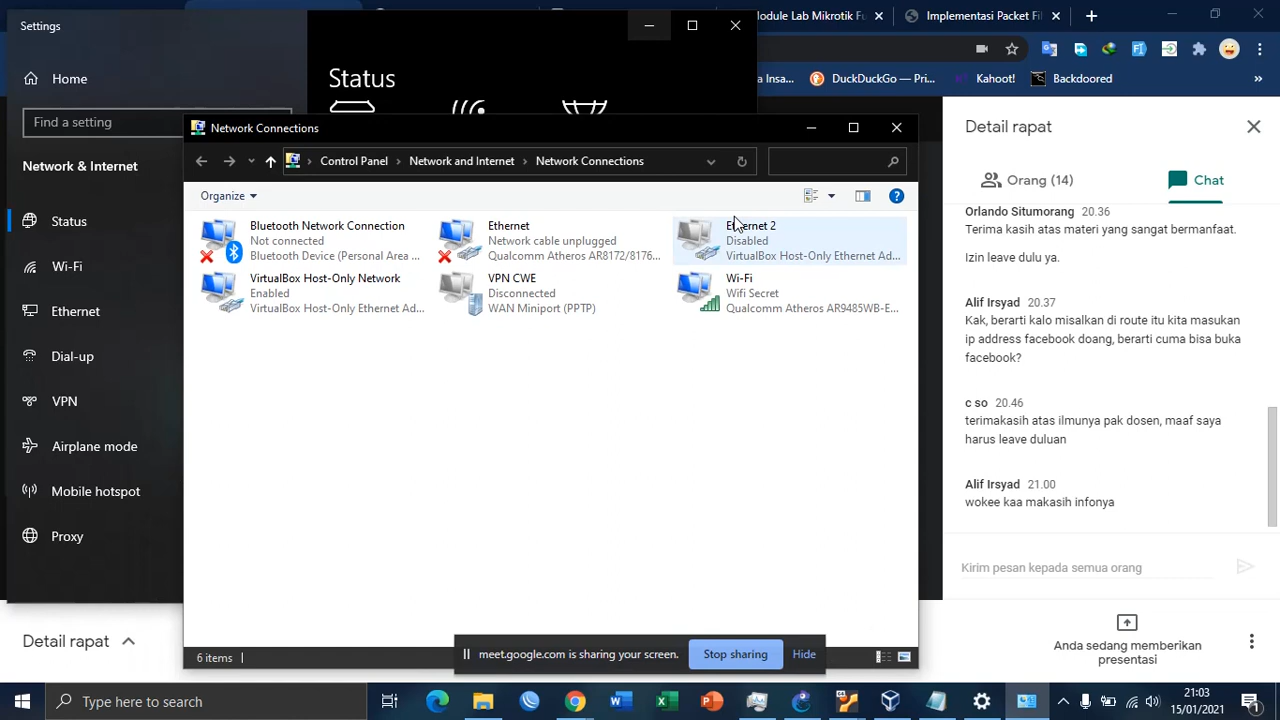 Settings
Home
Find a setting
Network & Internet
Status
Wi-Fi
Ethernet
Dial-up
VPN
Airplane mode
Mobile hotspot
Proxy
Status
odule Lab Mikrotik Fu
Implementasi Packet Fil
a Insa...
DuckDuckGo — Pri...
Kahoot!
Backdoored
»
Network Connections
Control Panel
Network and Internet
Network Connections
Organize
Bluetooth Network Connection
Not connected
Bluetooth Device (Personal Area ...
Ethernet
Network cable unplugged
Qualcomm Atheros AR8172/8176...
Ethernet 2
Disabled
VirtualBox Host-Only Ethernet Ad...
VirtualBox Host-Only Network
Enabled
VirtualBox Host-Only Ethernet Ad...
VPN CWE
Disconnected
WAN Miniport (PPTP)
Wi-Fi
Wifi Secret
Qualcomm Atheros AR9485WB-E...
6 items
Detail rapat
Orang (14)
Chat
Orlando Situmorang 20.36
Terima kasih atas materi yang sangat bermanfaat.
Izin leave dulu ya.
Alif Irsyad 20.37
Kak, berarti kalo misalkan di route itu kita masukan
ip address facebook doang, berarti cuma bisa buka
facebook?
c so 20.46
terimakasih atas ilmunya pak dosen, maaf saya
harus leave duluan
Alif Irsyad 21.00
wokee kaa makasih infonya
Kirim pesan kepada semua orang
Detail rapat
meet.google.com is sharing your screen.
Stop sharing
Hide
Anda sedang memberikan
presentasi
Type here to search
21:03
15/01/2021
1